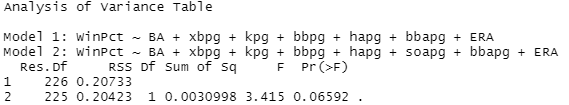 Analysis of Variance Table
Model 1: WinPct ~ BA + xbpg + kpg + bbpg + hapg + bbapg + ERA
Model 2: WinPct ~ BA + xbpg + kpg + bbpg + hapg + soapg + bbapg + ERA
Res.Df RSS Df Sum of Sq F Pr(>F)
1 226 0.20733
2 225 0.20423 1 0.0030998 3.415 0.06592 .